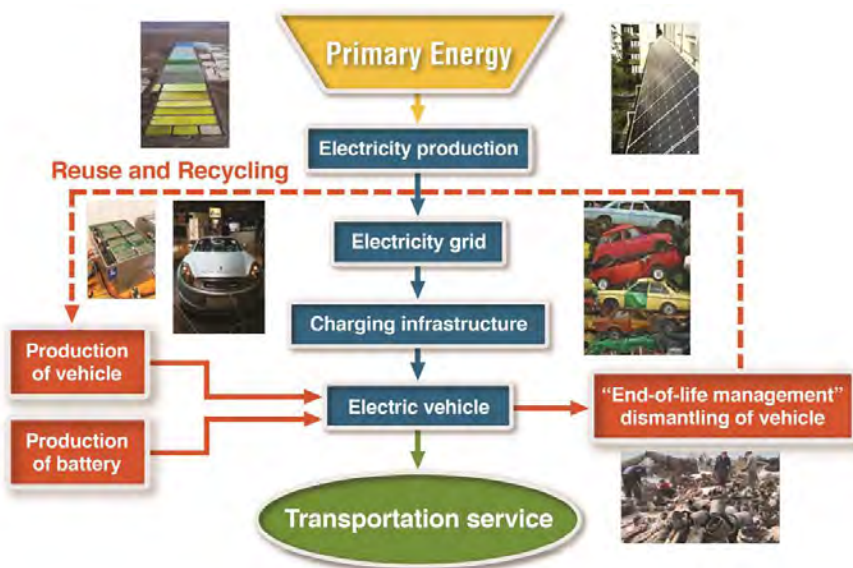 Primary Energy
Electricity production
Reuse and Recycling
Electricity grid
Charging infrastructure
Production
of vehicle
Electric vehicle
“End-of-life management”
dismantling of vehicle
Production
of battery
Transportation service